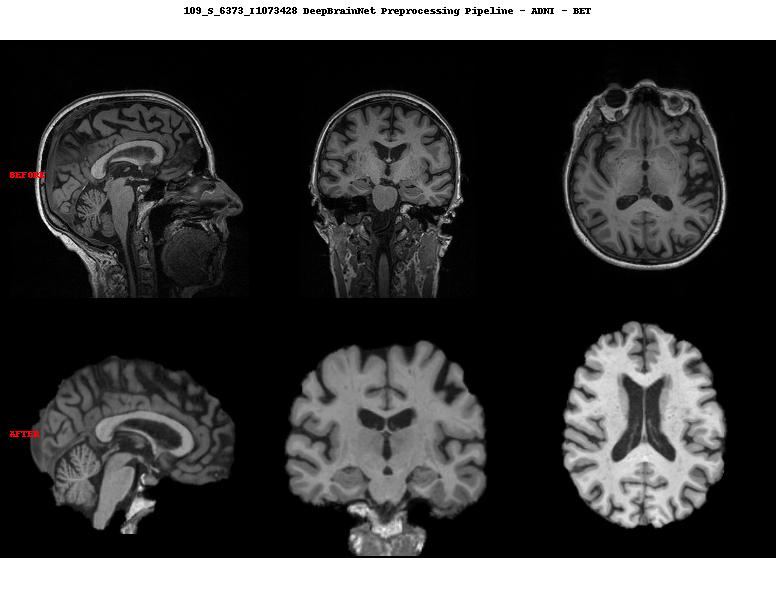 109_S_6373_I1073428 DeepBrainNet Preprocessing Pipeline - ADNI - BET
BEFORE
AFTER